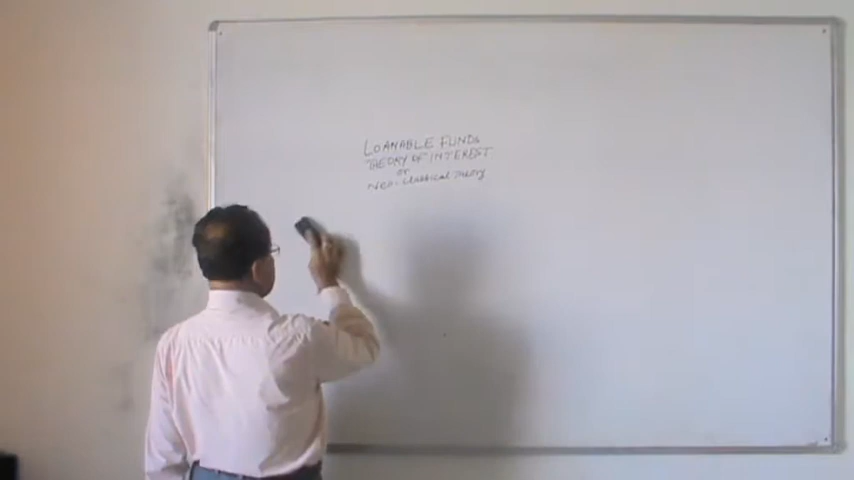 LOANABLE FUNDS
THEORY OF INTEREST
or
Neo-Classical Theory